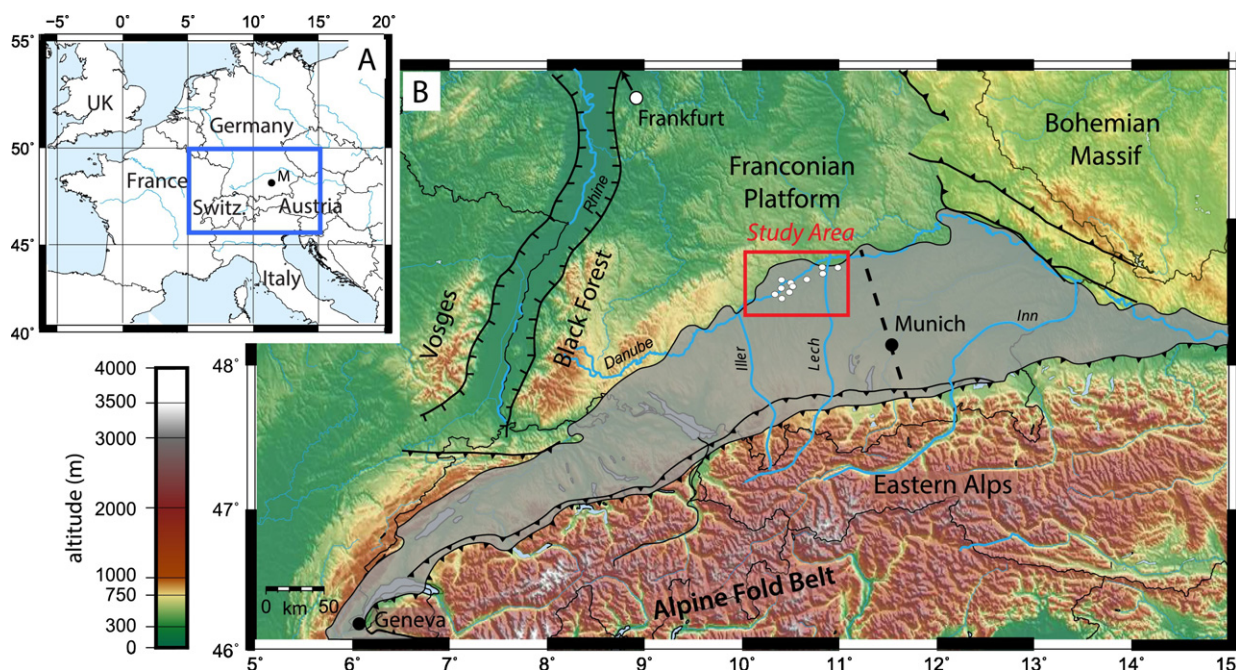 −5°
0°
5°
10°
15°
20°
55°
50°
45°
40°
A
UK
Germany
France
M
Switz.
Austria
Italy
B
Frankfurt
Rhine
Vosges
Black Forest
Franconian
Platform
Study Area
Bohemian
Massif
Danube
Iller
Lech
Munich
Inn
Eastern Alps
Alpine Fold Belt
Geneva
0
km
50
altitude (m)
4000
3500
3000
2500
2000
1000
750
300
0
48°
47°
46°
5°
6°
7°
8°
9°
10°
11°
12°
13°
14°
15